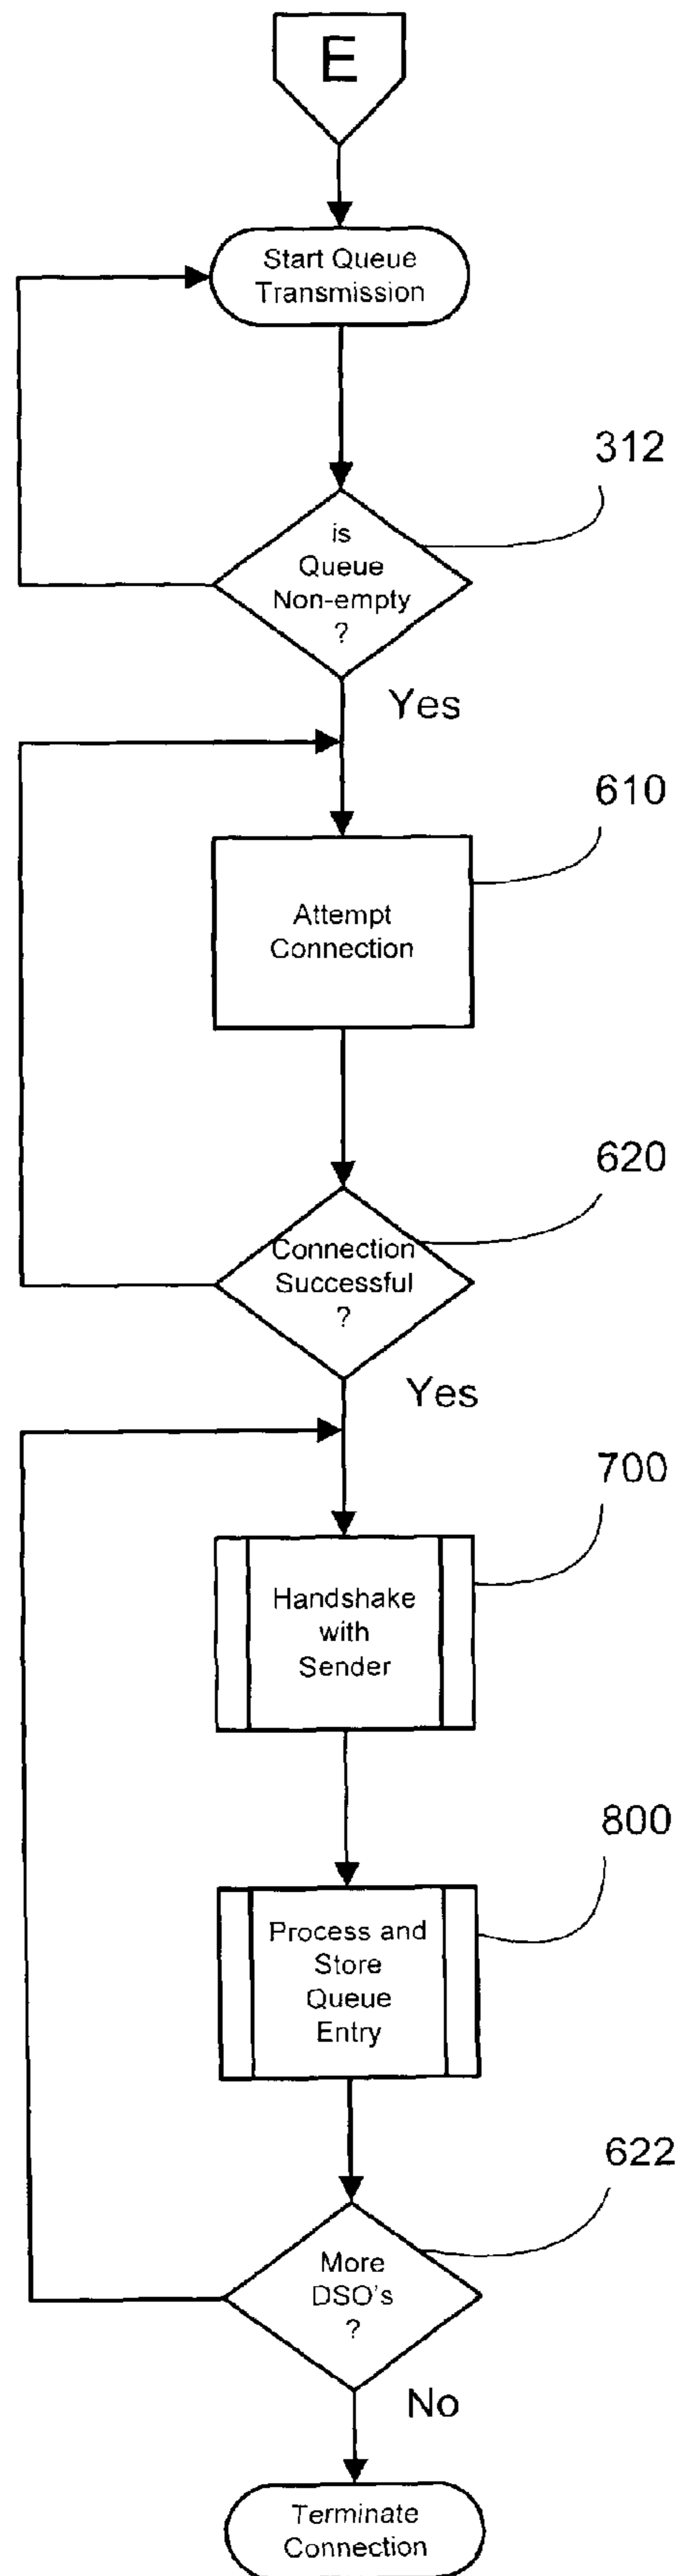 E
Start Queue
Transmission
312
is
Queue
Non-empty
?
Yes
610
Attempt
Connection
620
Connection
Successful
?
Yes
700
Handshake
with
Sender
800
Process and
Store
Queue
Entry
622
More
DSO's
?
No
Terminate
Connection